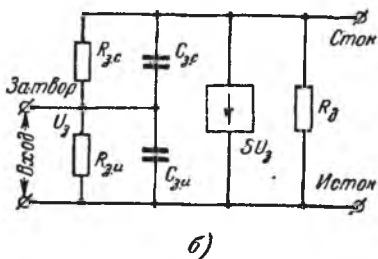 R_зс C_зс Сток
Затвор
U_з SU_з R_д
Вход
R_зи C_зи Исток
б)